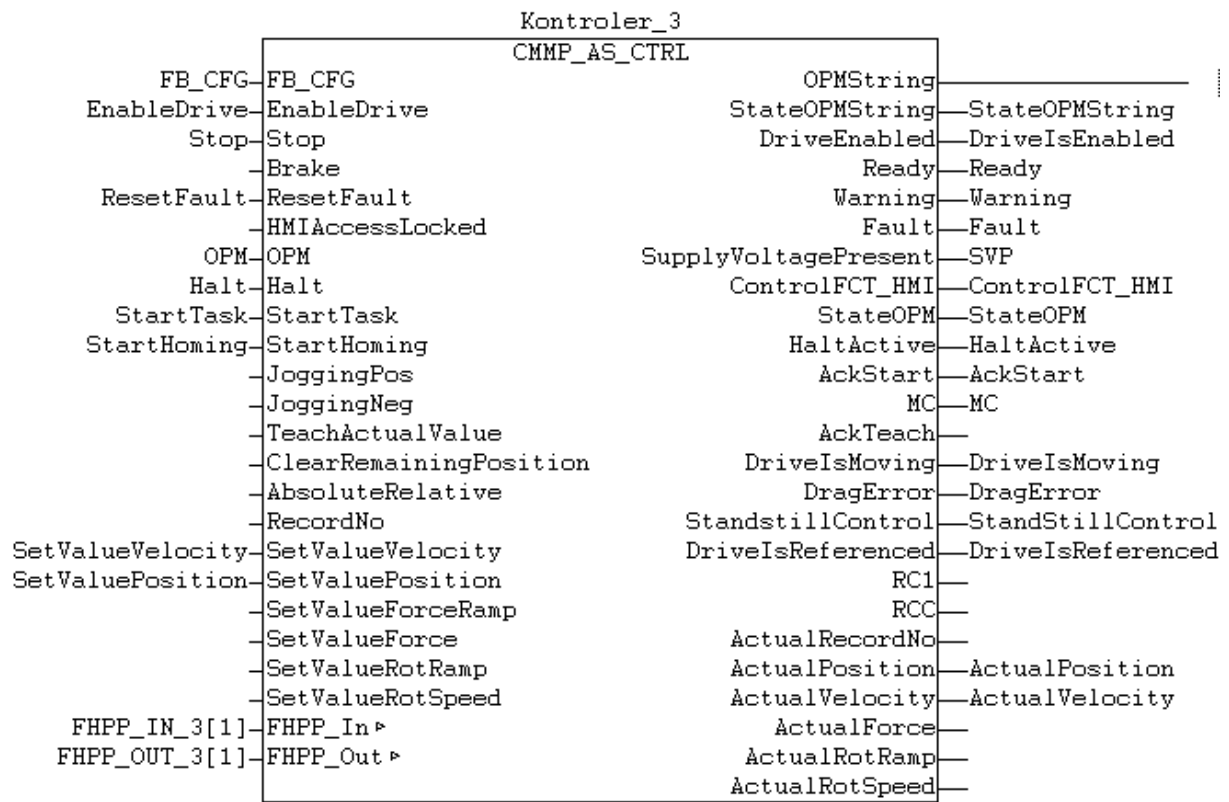 Kontroler_3
CMMP_AS_CTRL
FB_CFG FB_CFG OPMString
EnableDrive EnableDrive StateOPMString StateOPMString
Stop Stop DriveEnabled DriveIsEnabled
Brake Ready Ready
ResetFault ResetFault Warning Warning
HMIAccessLocked Fault Fault
OPM OPM SupplyVoltagePresent SVP
Halt Halt ControlFCT_HMI ControlFCT_HMI
StartTask StartTask StateOPM StateOPM
StartHoming StartHoming HaltActive HaltActive
JoggingPos AckStart AckStart
JoggingNeg MC MC
TeachActualValue AckTeach
ClearRemainingPosition DriveIsMoving DriveIsMoving
AbsoluteRelative DragError DragError
RecordNo StandstillControl StandStillControl
SetValueVelocity SetValueVelocity DriveIsReferenced DriveIsReferenced
SetValuePosition SetValuePosition RC1
SetValueForceRamp RCC
SetValueForce ActualRecordNo
SetValueRotRamp ActualPosition ActualPosition
SetValueRotSpeed ActualVelocity ActualVelocity
FHPP_IN_3[1] FHPP_In ActualForce
FHPP_OUT_3[1] FHPP_Out ActualRotRamp
ActualRotSpeed